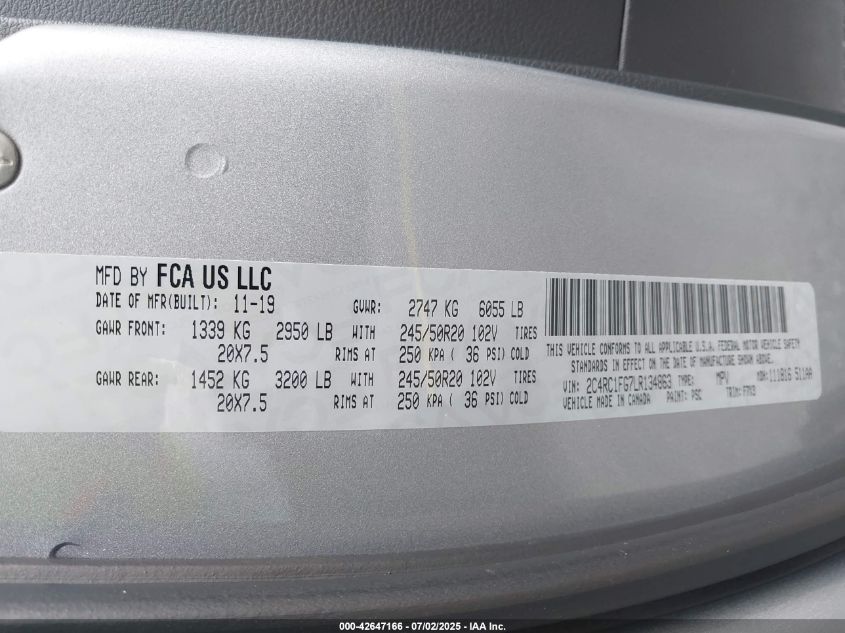 MFD BY FCA US LLC
DATE OF MFR(BUILT): 11-19 GVWR: 2747 KG 6055 LB
GAWR FRONT: 1339 KG 2950 LB WITH 245/50R20 102V TIRES
20X7.5 RIMS AT 250 KPA ( 36 PSI) COLD
GAWR REAR: 1452 KG 3200 LB WITH 245/50R20 102V TIRES
20X7.5 RIMS AT 250 KPA ( 36 PSI) COLD
THIS VEHICLE CONFORMS TO ALL APPLICABLE U.S.A. FEDERAL MOTOR VEHICLE SAFETY
STANDARDS IN EFFECT ON THE DATE OF MANUFACTURE SHOWN ABOVE.
VIN: 2C4RC1FG7LR134863 TYPE: MPV MDH: 111816 511AA
VEHICLE MADE IN CANADA PAINT: PSC TRIM:
000-42647166 - 07/02/2025 - IAA Inc.